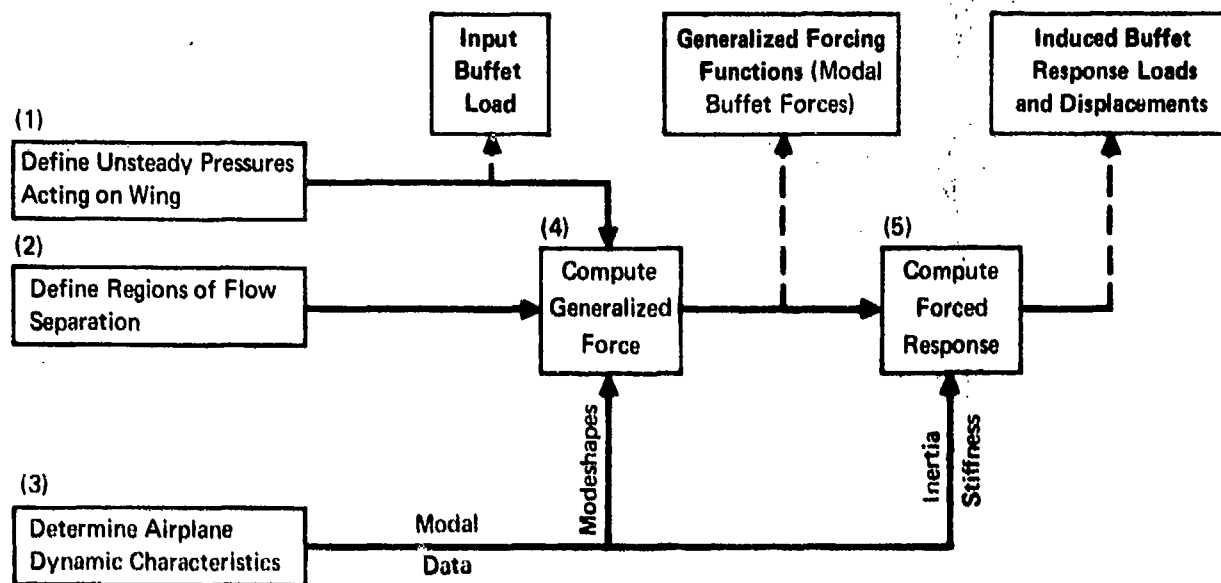 Input
Buffet
Load
Generalized Forcing
Functions (Modal
Buffet Forces)
Induced Buffet
Response Loads
and Displacements
(1)
Define Unsteady Pressures
Acting on Wing
(2)
Define Regions of Flow
Separation
(4)
Compute
Generalized
Force
(5)
Compute
Forced
Response
Modeshapes
Inertia
Stiffness
(3)
Determine Airplane
Dynamic Characteristics
Modal
Data